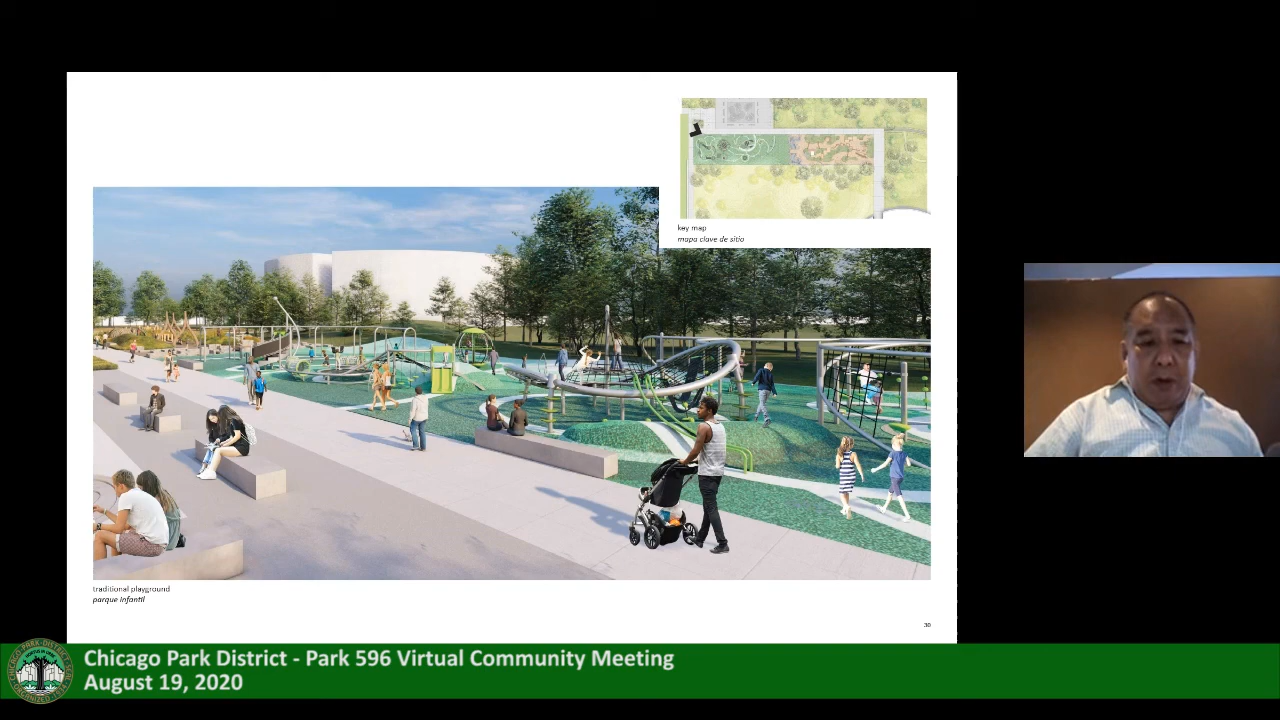 key map
mapa clave de sitio
traditional playground
parque infantil
30
Chicago Park District - Park 596 Virtual Community Meeting
August 19, 2020